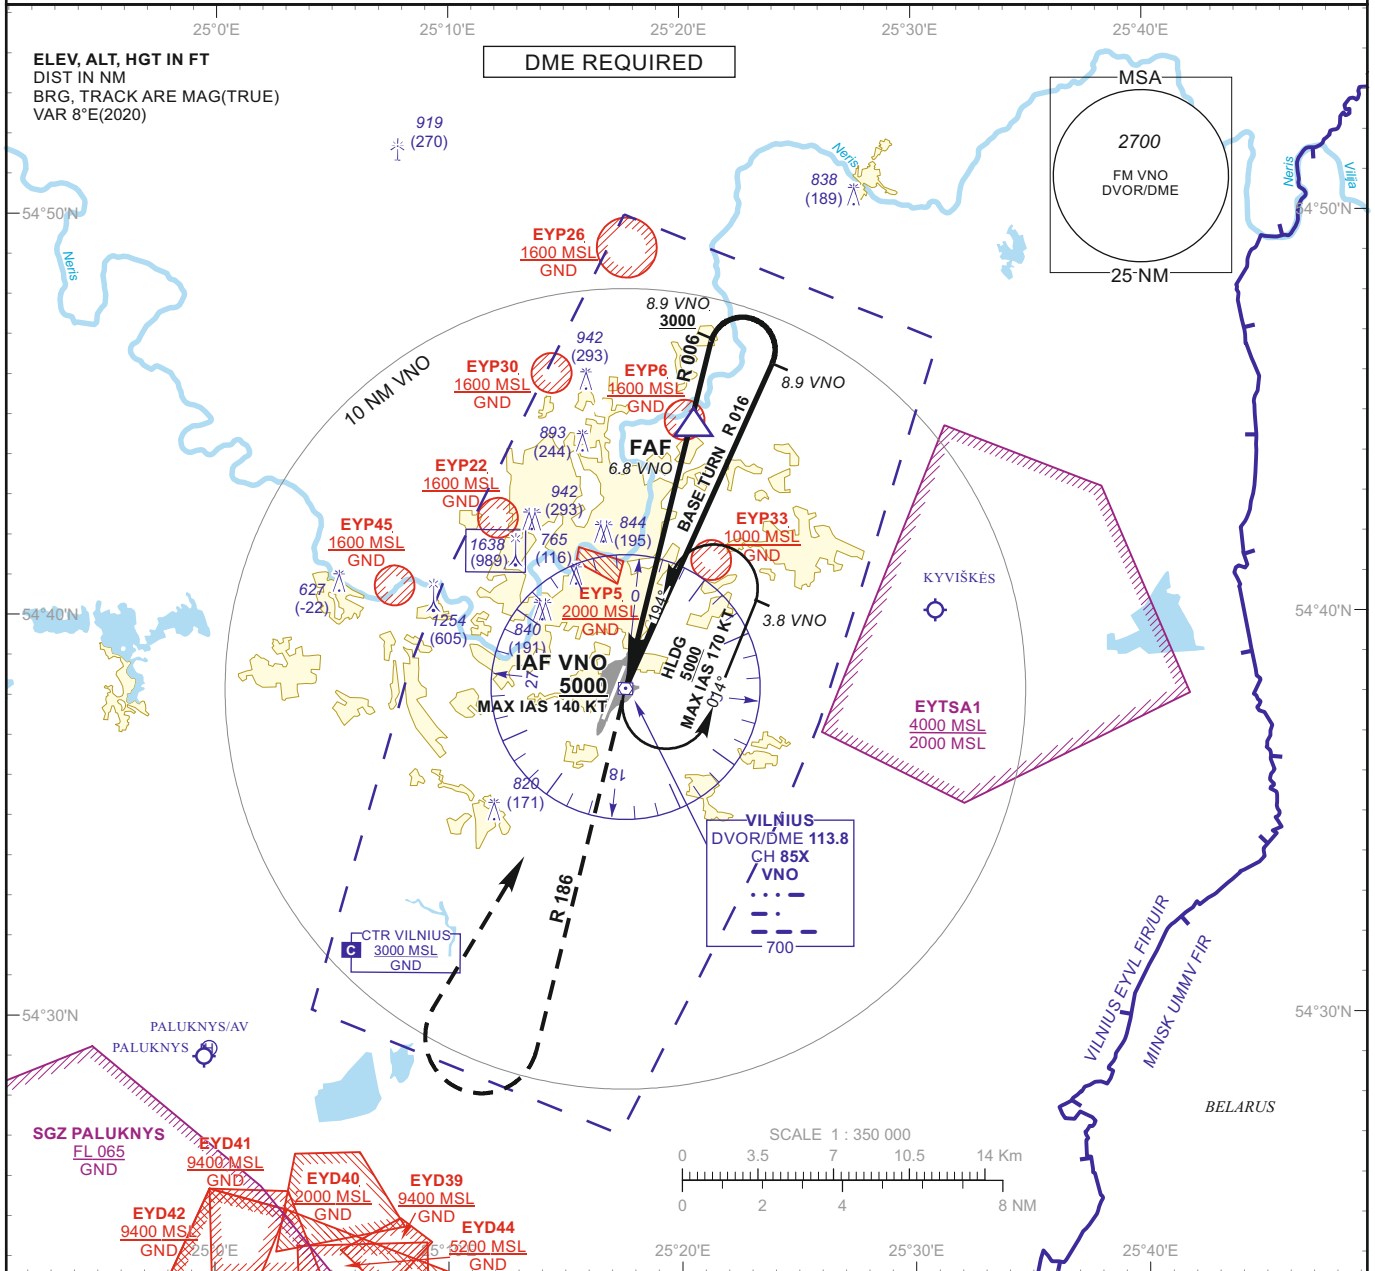 25°0'E
25°10'E
25°20'E
25°30'E
25°40'E
ELEV, ALT, HGT IN FT
DIST IN NM
BRG, TRACK ARE MAG(TRUE)
VAR 8°E(2020)
DME REQUIRED
MSA
2700
FM VNO
DVOR/DME
25 NM
919
(270)
Neris
838
(189)
Neris
Vilija
54°50'N
54°50'N
Neris
EYP26
1600 MSL
GND
8.9 VNO
3000
R 006
8.9 VNO
10 NM VNO
942
(293)
EYP30
1600 MSL
GND
EYP6
1600 MSL
GND
BASE TURN R 016
893
(244)
FAF
6.8 VNO
EYP22
1600 MSL
GND
942
(293)
EYP45
1600 MSL
GND
844
(195)
EYP33
1000 MSL
GND
1638
(989)
765
(116)
627
(-22)
EYP5
2000 MSL
GND
0
194°
3.8 VNO
KYVIŠKĖS
54°40'N
54°40'N
1254
(605)
840
(191)
HLDG
5000
MAX IAS 170 KT
014°
IAF VNO
5000
MAX IAS 140 KT
27
EYTSA1
4000 MSL
2000 MSL
18
820
(171)
VILNIUS
DVOR/DME 113.8
CH 85X
VNO
700
R 186
CTR VILNIUS
C
3000 MSL
GND
VILNIUS EYVL FIR/UIR
MINSK UMMV FIR
54°30'N
54°30'N
PALUKNYS/AV
PALUKNYS
H
BELARUS
SGZ PALUKNYS
FL 065
GND
EYD41
9400 MSL
GND
EYD40
2000 MSL
GND
EYD39
9400 MSL
GND
EYD42
9400 MSL
GND
EYD44
5200 MSL
GND
SCALE 1 : 350 000
0
3.5
7
10.5
14 Km
0
2
4
8 NM
25°0'E
25°10'E
25°20'E
25°30'E
25°40'E